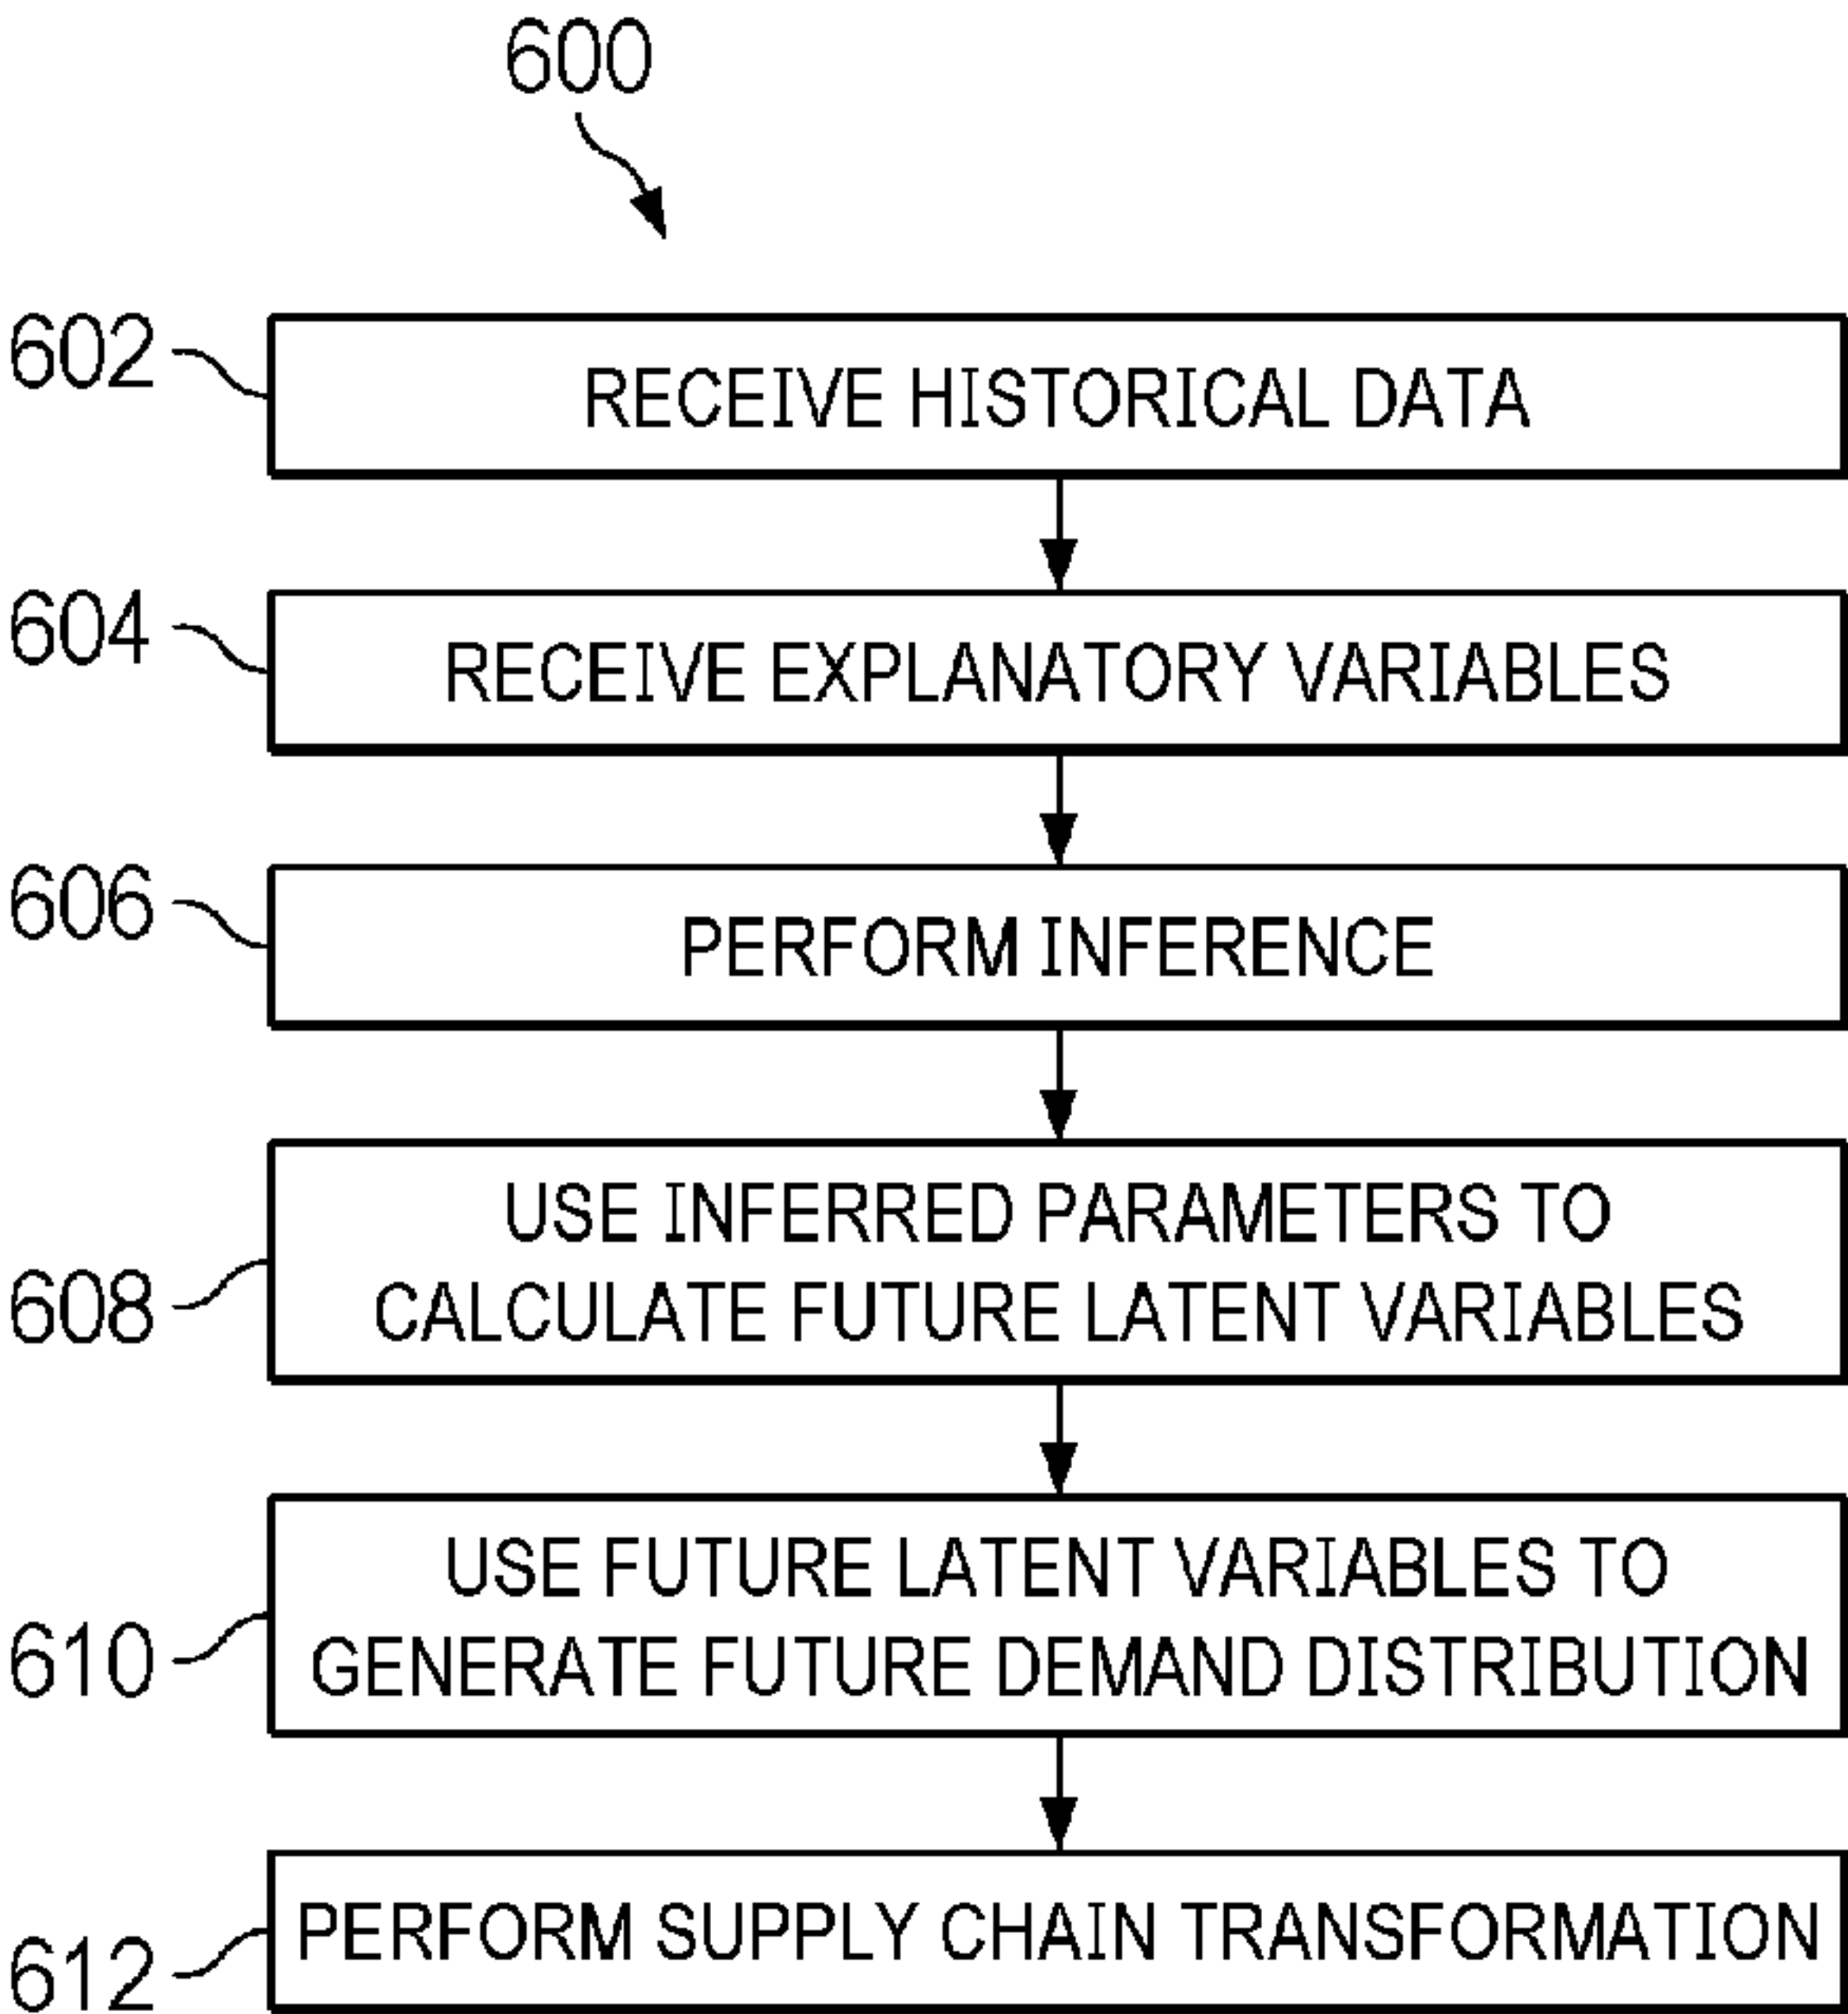 600
602
RECEIVE HISTORICAL DATA
604
RECEIVE EXPLANATORY VARIABLES
606
PERFORM INFERENCE
608
USE INFERRED PARAMETERS TO
CALCULATE FUTURE LATENT VARIABLES
610
USE FUTURE LATENT VARIABLES TO
GENERATE FUTURE DEMAND DISTRIBUTION
612
PERFORM SUPPLY CHAIN TRANSFORMATION